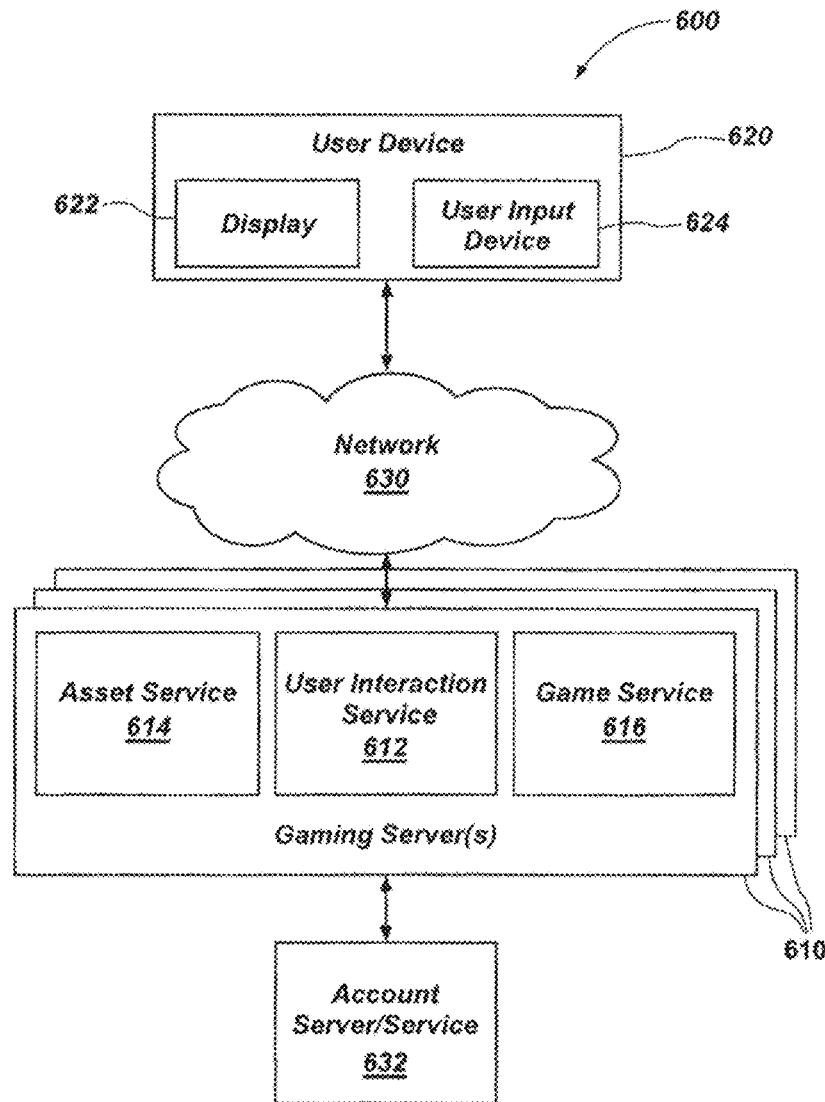 600
User Device
620
622
Display
User Input
Device
624
Network
630
Asset Service
614
User Interaction
Service
612
Game Service
616
Gaming Server(s)
610
Account
Server/Service
632